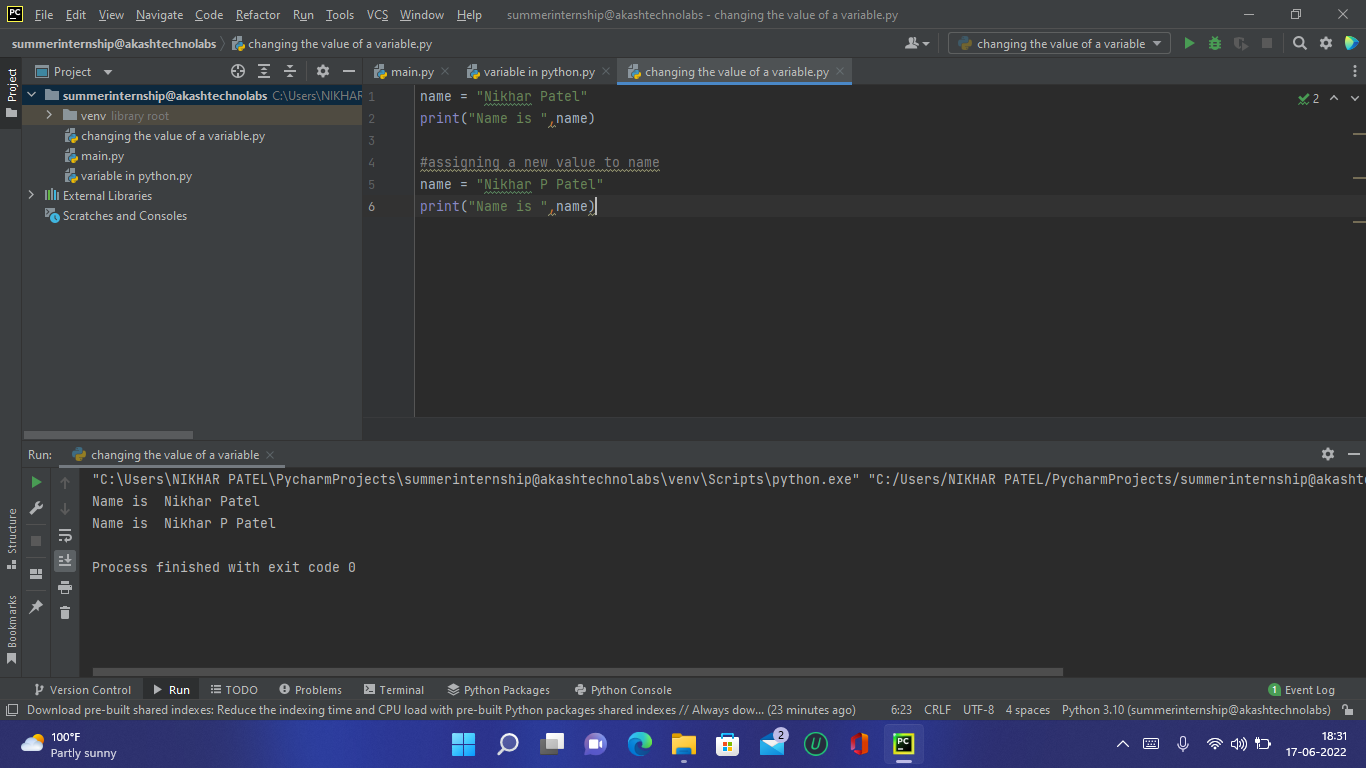 PC File Edit View Navigate Code Refactor Run Tools VCS Window Help summerinternship@akashtechnolabs - changing the value of a variable.py
summerinternship@akashtechnolabs changing the value of a variable.py changing the value of a variable
Project
Project
main.py variable in python.py changing the value of a variable.py
summerinternship@akashtechnolabs C:\Users\NIKHAR
venv library root
changing the value of a variable.py
main.py
variable in python.py
External Libraries
Scratches and Consoles
1 name = "Nikhar Patel"
2 print("Name is ",name)
3
4 #assigning a new value to name
5 name = "Nikhar P Patel"
6 print("Name is ",name)
2
Run: changing the value of a variable
"C:\Users\NIKHAR PATEL\PycharmProjects\summerinternship@akashtechnolabs\venv\Scripts\python.exe" "C:/Users/NIKHAR PATEL/PycharmProjects/summerinternship@akasht
Name is  Nikhar Patel
Name is  Nikhar P Patel
Process finished with exit code 0
Structure
Bookmarks
Version Control Run TODO Problems Terminal Python Packages Python Console 1 Event Log
Download pre-built shared indexes: Reduce the indexing time and CPU load with pre-built Python packages shared indexes // Always dow... (23 minutes ago) 6:23 CRLF UTF-8 4 spaces Python 3.10 (summerinternship@akashtechnolabs)
100°F
Partly sunny
2
U
PC
18:31
17-06-2022